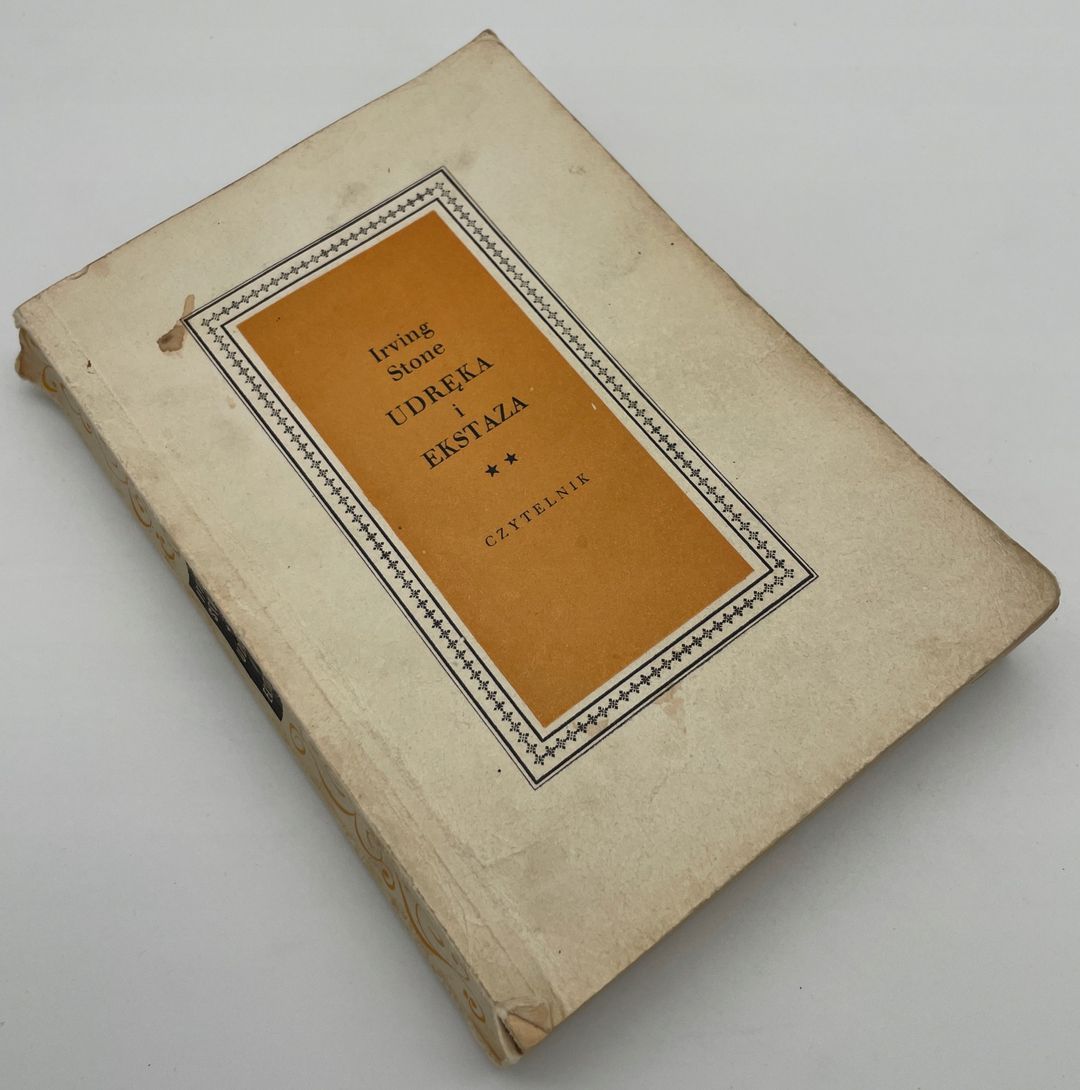 Irving
Stone
UDRĘKA
i
EKSTAZA
★★
CZYTELNIK